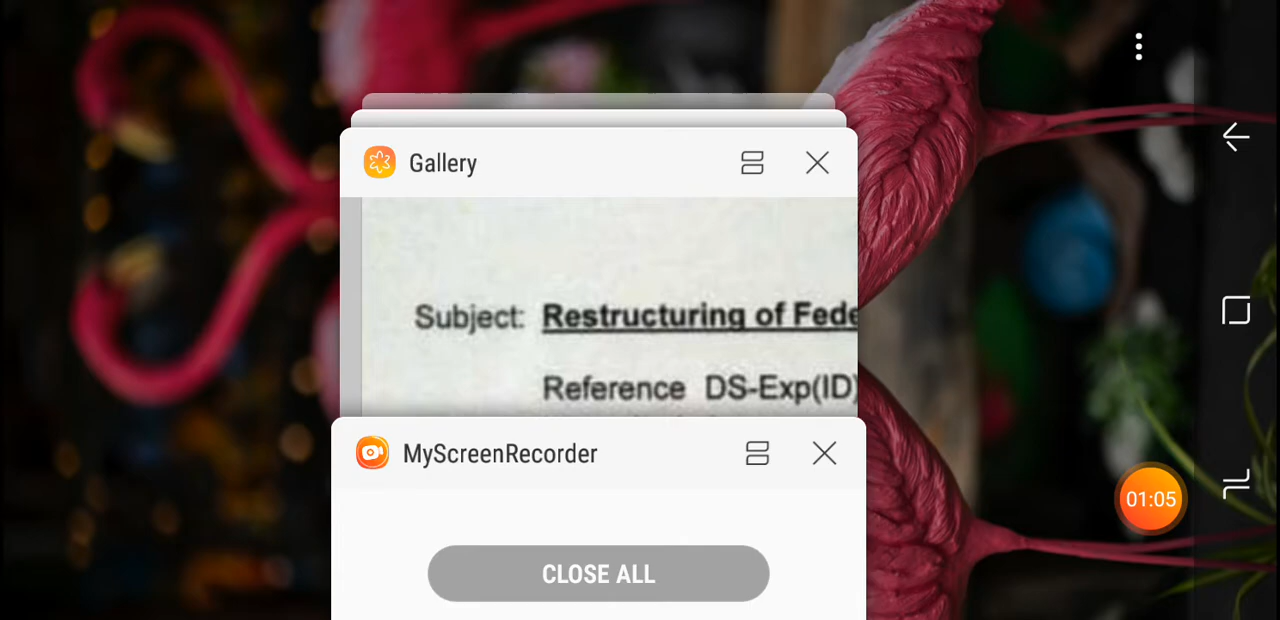 Gallery
Subject: Restructuring of Fede
Reference DS-Exp(ID)
MyScreenRecorder
01:05
CLOSE ALL